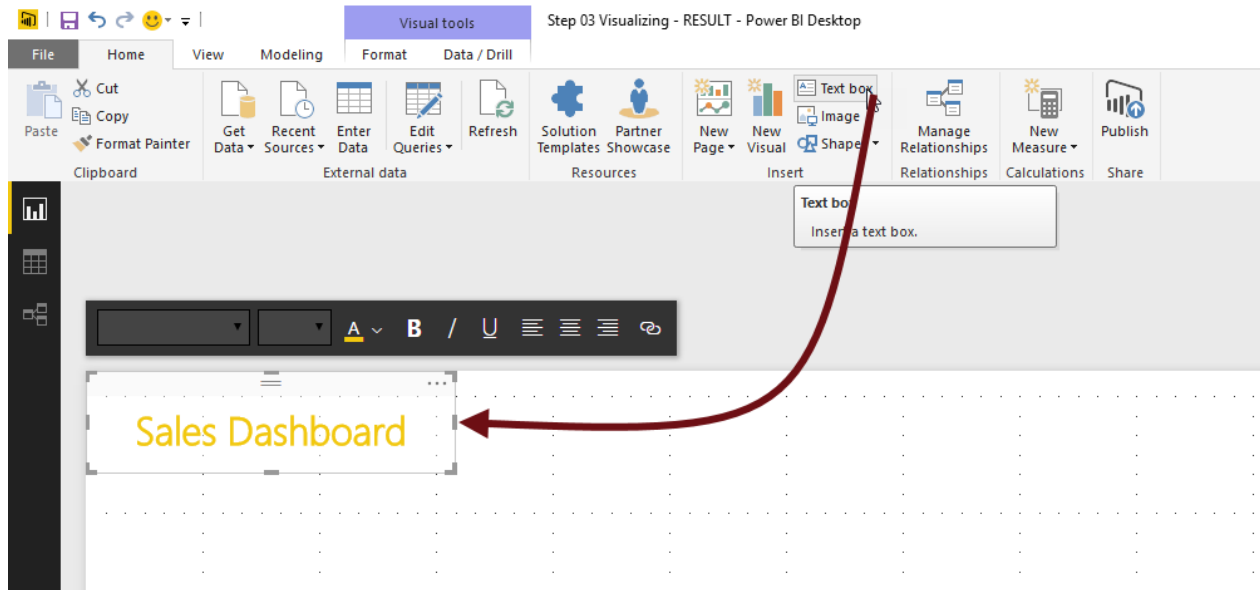 Visual tools
Step 03 Visualizing - RESULT - Power BI Desktop
File Home View Modeling Format Data / Drill
Paste
Cut
Copy
Format Painter
Get Data
Recent Sources
Enter Data
Edit Queries
Refresh
Solution Templates
Partner Showcase
New Page
New Visual
Text box
Image
Shapes
Manage Relationships
New Measure
Publish
Clipboard External data Resources Insert Relationships Calculations Share
Text box
Insert a text box.
A B / U
Sales Dashboard